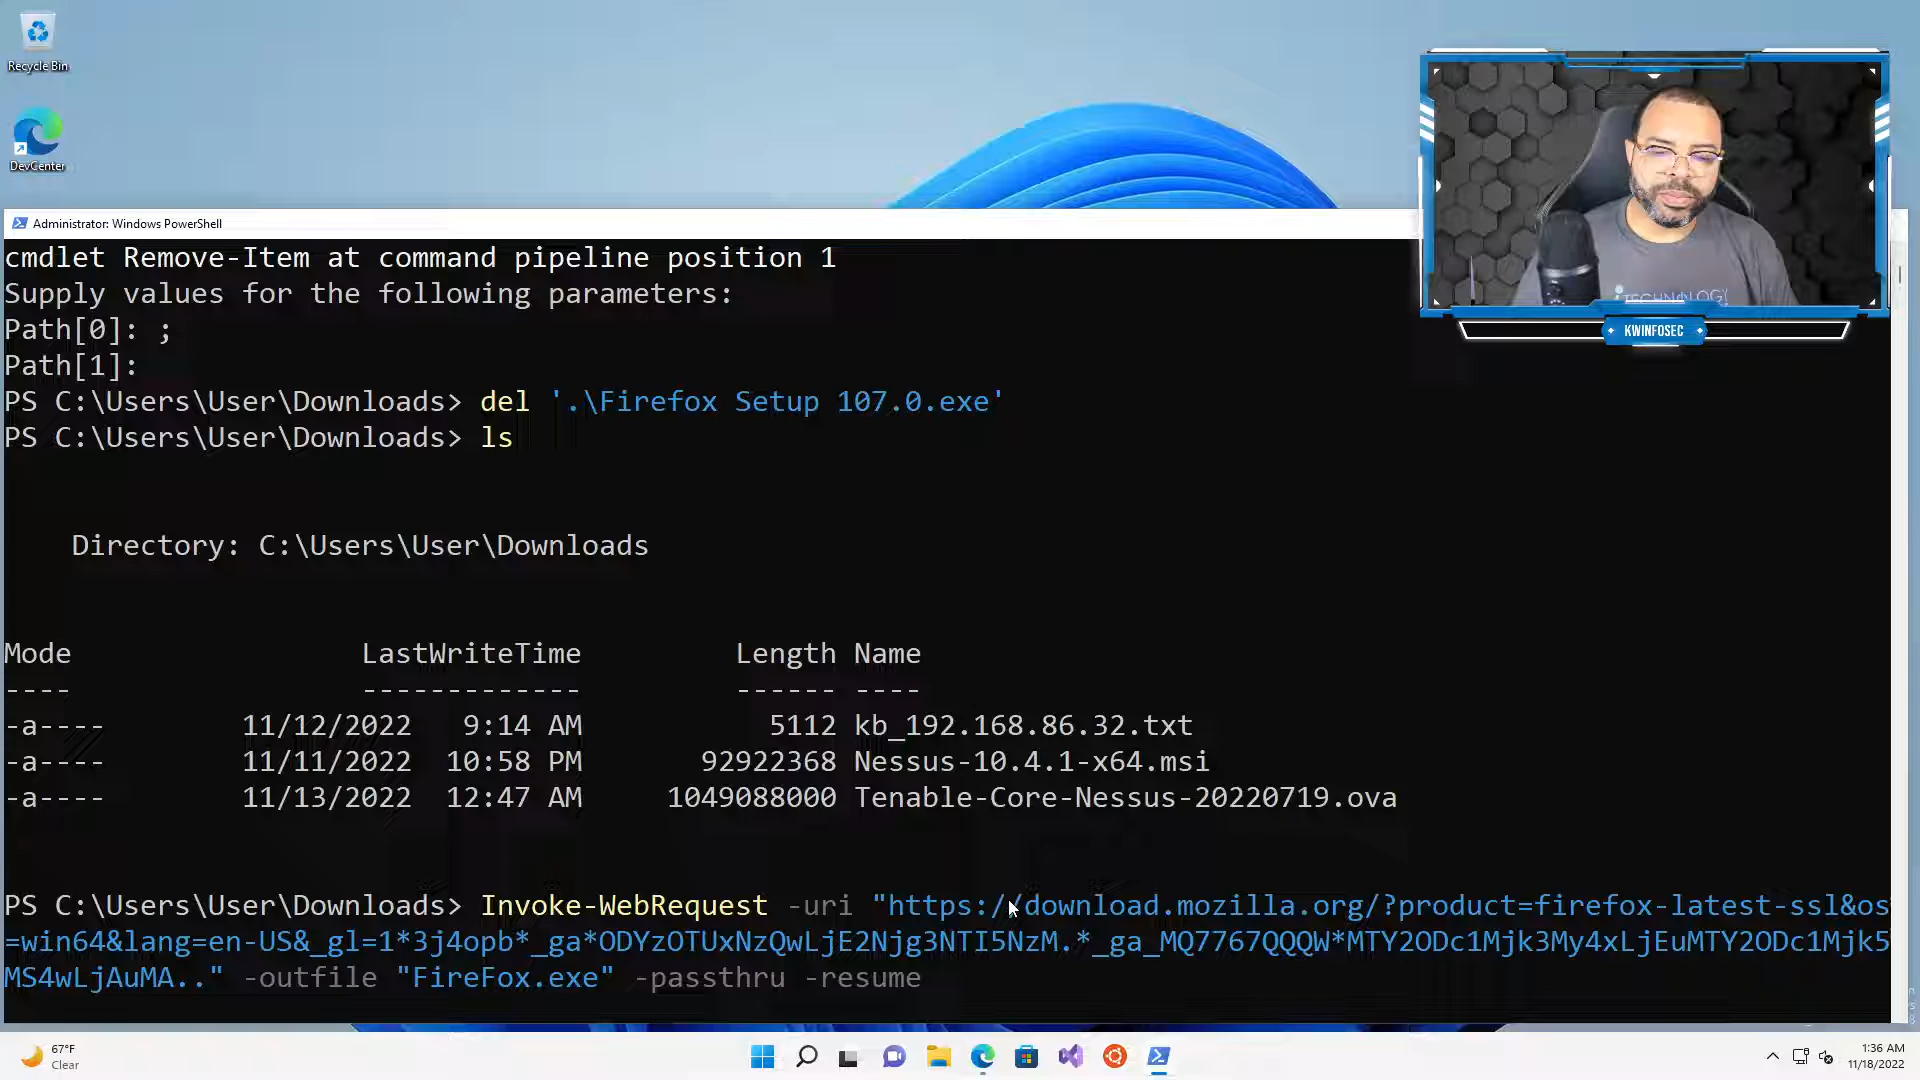 Recycle Bin
DevCenter
Administrator: Windows PowerShell
cmdlet Remove-Item at command pipeline position 1
Supply values for the following parameters:
Path[0]: ;
Path[1]:
PS C:\Users\User\Downloads> del '.\Firefox Setup 107.0.exe'
PS C:\Users\User\Downloads> ls
Directory: C:\Users\User\Downloads
Mode LastWriteTime Length Name
---- ------------- ------ ----
-a---- 11/12/2022 9:14 AM 5112 kb_192.168.86.32.txt
-a---- 11/11/2022 10:58 PM 92922368 Nessus-10.4.1-x64.msi
-a---- 11/13/2022 12:47 AM 1049088000 Tenable-Core-Nessus-20220719.ova
PS C:\Users\User\Downloads> Invoke-WebRequest -uri "https://download.mozilla.org/?product=firefox-latest-ssl&os
=win64&lang=en-US&_gl=1*3j4opb*_ga*ODYzOTUxNzQwLjE2Njg3NTI5NzM.*_ga_MQ7767QQQW*MTY2ODc1Mjk3My4xLjEuMTY2ODc1Mjk5
MS4wLjAuMA.." -outfile "FireFox.exe" -passthru -resume
iTECHNOLOGY
KWINFOSEC
67°F
Clear
1:36 AM
11/18/2022